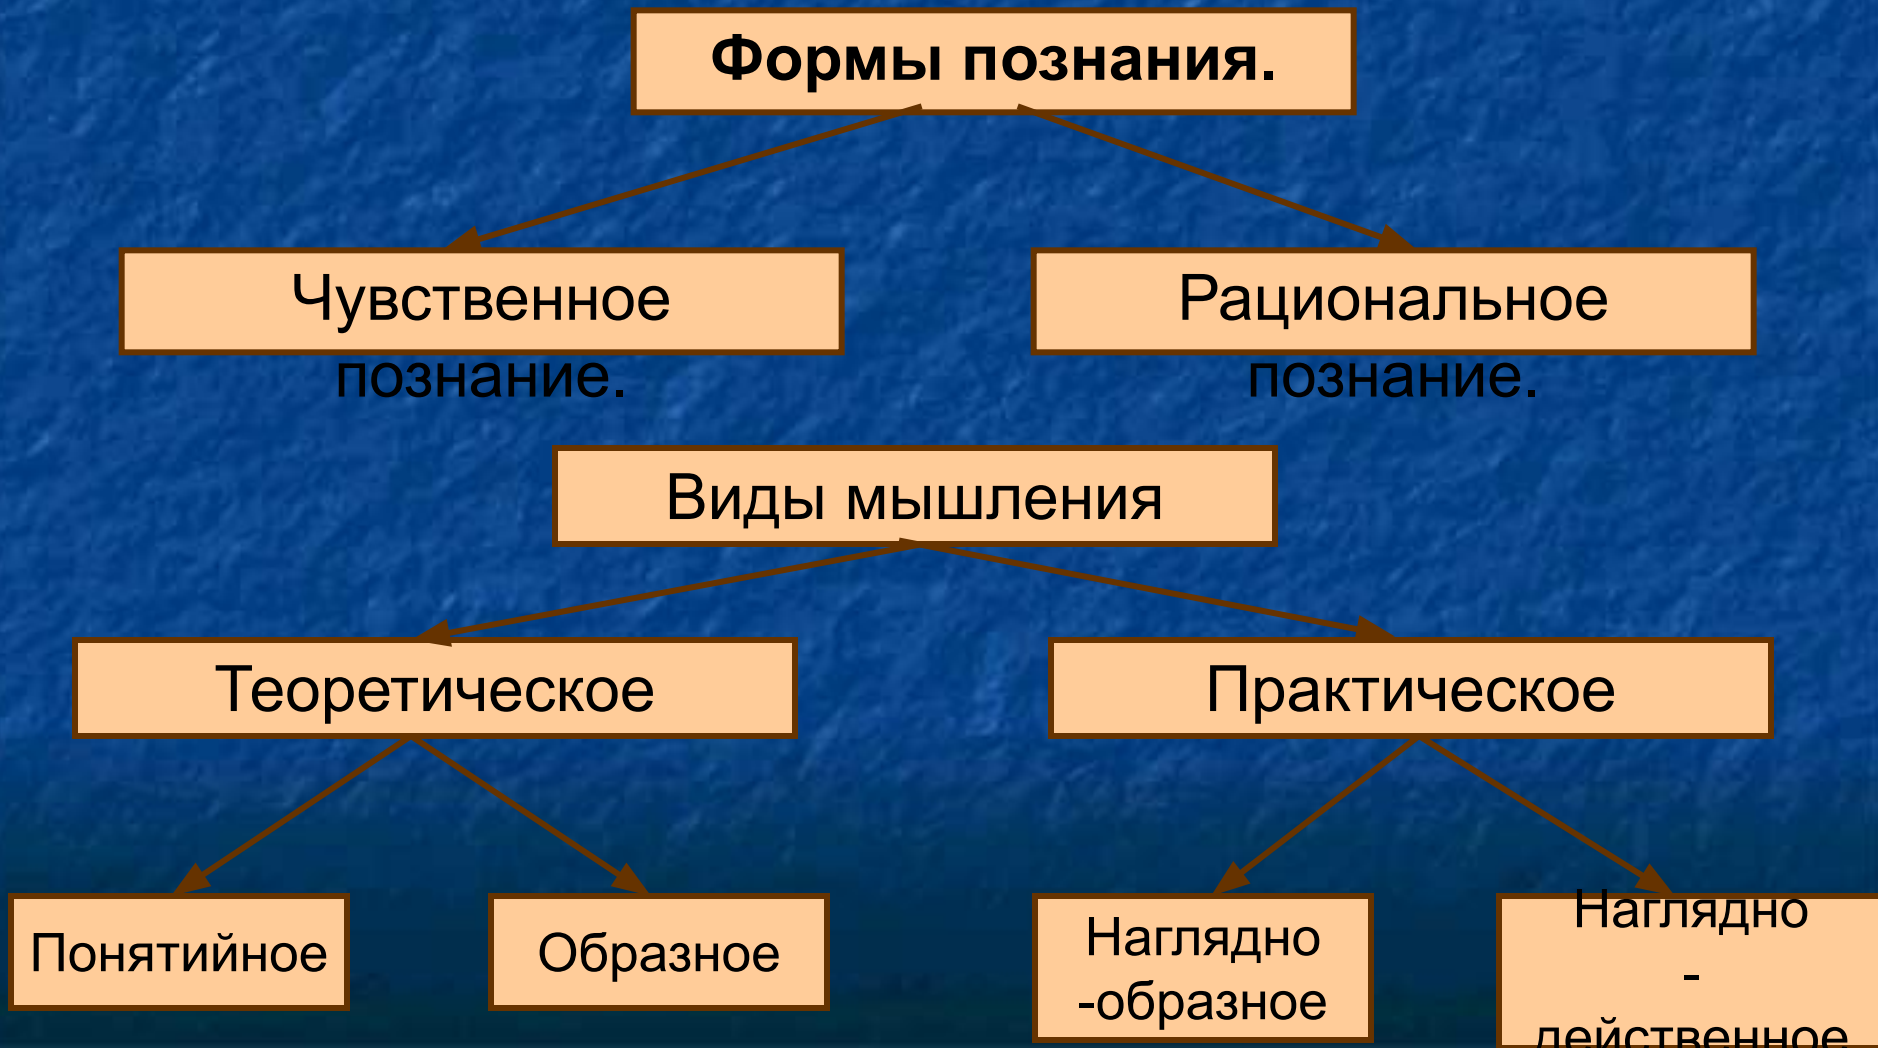 Формы познания.
Чувственное
познание.
Рациональное
познание.
Виды мышления
Теоретическое
Практическое
Понятийное
Образное
Наглядно
-образное
Наглядно
-
действенное